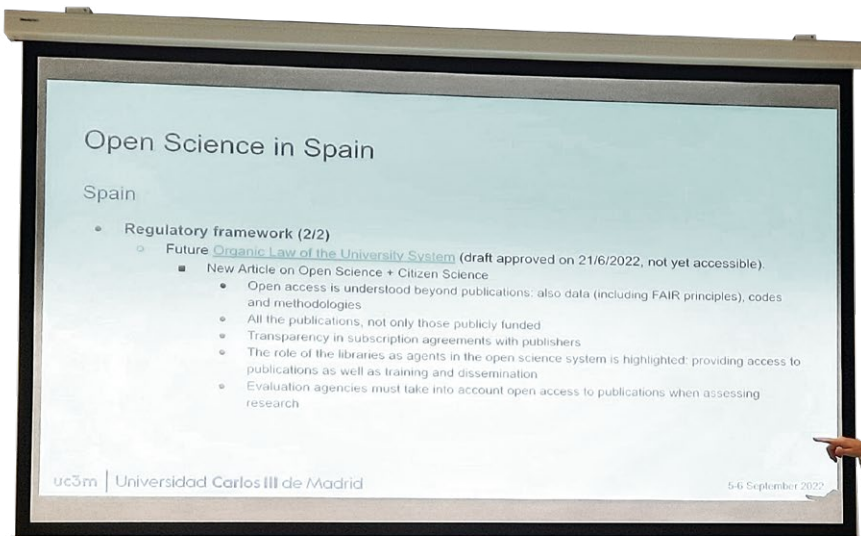 Open Science in Spain
Spain
Regulatory framework (2/2)
Future Organic Law of the University System (draft approved on 21/6/2022, not yet accessible).
New Article on Open Science + Citizen Science
Open access is understood beyond publications: also data (including FAIR principles), codes
and methodologies
All the publications, not only those publicly funded
Transparency in subscription agreements with publishers
The role of the libraries as agents in the open science system is highlighted: providing access to
publications as well as training and dissemination
Evaluation agencies must take into account open access to publications when assessing
research
uc3m | Universidad Carlos III de Madrid
5-6 September 2022